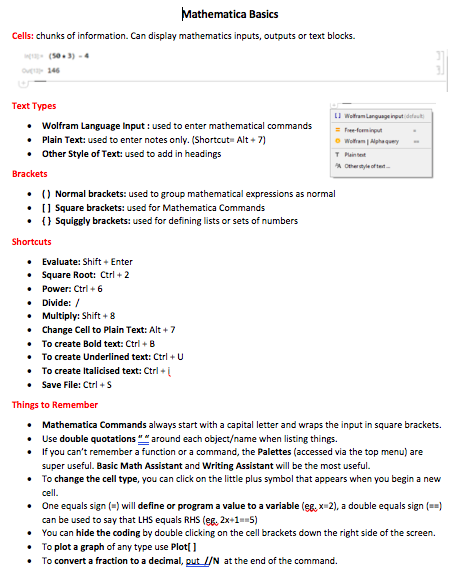 Mathematica Basics
Cells: chunks of information. Can display mathematics inputs, outputs or text blocks.
(50 * 3) - 4
146
Text Types
[] Wolfram Language input (default)
= Free-form input
Wolfram | Alpha query
T Plain text
Other style of text...
• Wolfram Language Input : used to enter mathematical commands
• Plain Text: used to enter notes only. (Shortcut= Alt + 7)
• Other Style of Text: used to add in headings
Brackets
• () Normal brackets: used to group mathematical expressions as normal
• [] Square brackets: used for Mathematica Commands
• {} Squiggly brackets: used for defining lists or sets of numbers
Shortcuts
• Evaluate: Shift + Enter
• Square Root: Ctrl + 2
• Power: Ctrl + 6
• Divide: /
• Multiply: Shift + 8
• Change Cell to Plain Text: Alt + 7
• To create Bold text: Ctrl + B
• To create Underlined text: Ctrl + U
• To create Italicised text: Ctrl + i
• Save File: Ctrl + S
Things to Remember
• Mathematica Commands always start with a capital letter and wraps the input in square brackets.
• Use double quotations “ “ around each object/name when listing things.
• If you can't remember a function or a command, the Palettes (accessed via the top menu) are
super useful. Basic Math Assistant and Writing Assistant will be the most useful.
• To change the cell type, you can click on the little plus symbol that appears when you begin a new
cell.
• One equals sign (=) will define or program a value to a variable (eg. x=2), a double equals sign (==)
can be used to say that LHS equals RHS (eg. 2x+1==5)
• You can hide the coding by double clicking on the cell brackets down the right side of the screen.
• To plot a graph of any type use Plot[ ]
• To convert a fraction to a decimal, put //N at the end of the command.